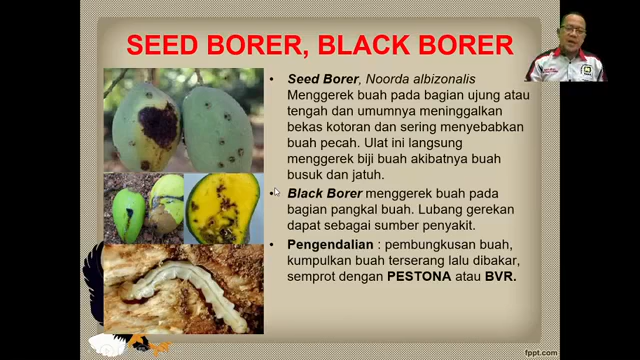 SEED BORER, BLACK BORER
• Seed Borer, Noorda albizonalis
Menggerek buah pada bagian ujung atau
tengah dan umumnya meninggalkan
bekas kotoran dan sering menyebabkan
buah pecah. Ulat ini langsung
menggerek biji buah akibatnya buah
busuk dan jatuh.
• Black Borer menggerek buah pada
bagian pangkal buah. Lubang gerekan
dapat sebagai sumber penyakit.
• Pengendalian : pembungkusan buah,
kumpulkan buah terserang lalu dibakar,
semprot dengan PESTONA atau BVR.
fppt.com